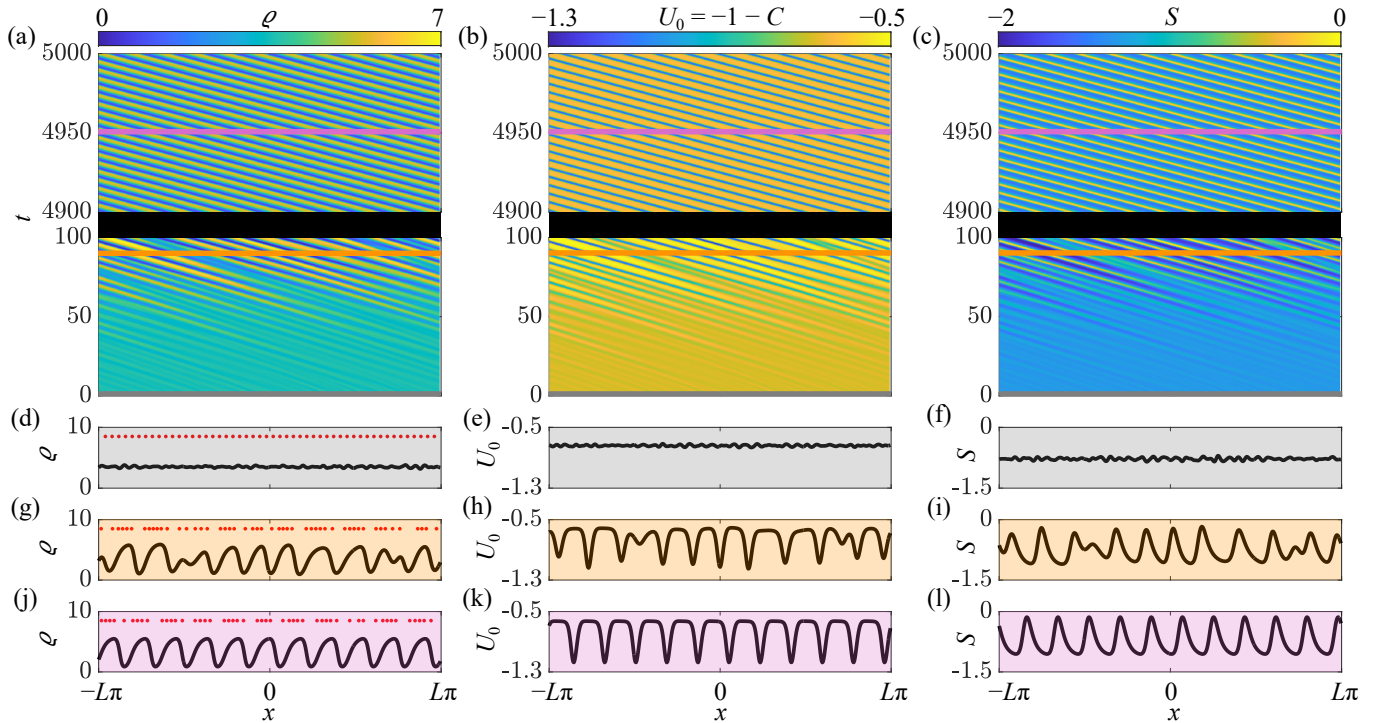 0 ϱ 7
−1.3 U₀ = −1 − C −0.5
−2 S 0
(a) (b) (c)
5000 5000 5000
4950 4950 4950
4900 4900 4900
t
100 100 100
50 50 50
0 0 0
(d) (e) (f)
10 -0.5 0
ϱ U₀ S
0 -1.3 -1.5
(g) (h) (i)
10 -0.5 0
ϱ U₀ S
0 -1.3 -1.5
(j) (k) (l)
10 -0.5 0
ϱ U₀ S
0 -1.3 -1.5
−Lπ 0 Lπ −Lπ 0 Lπ −Lπ 0 Lπ
x x x